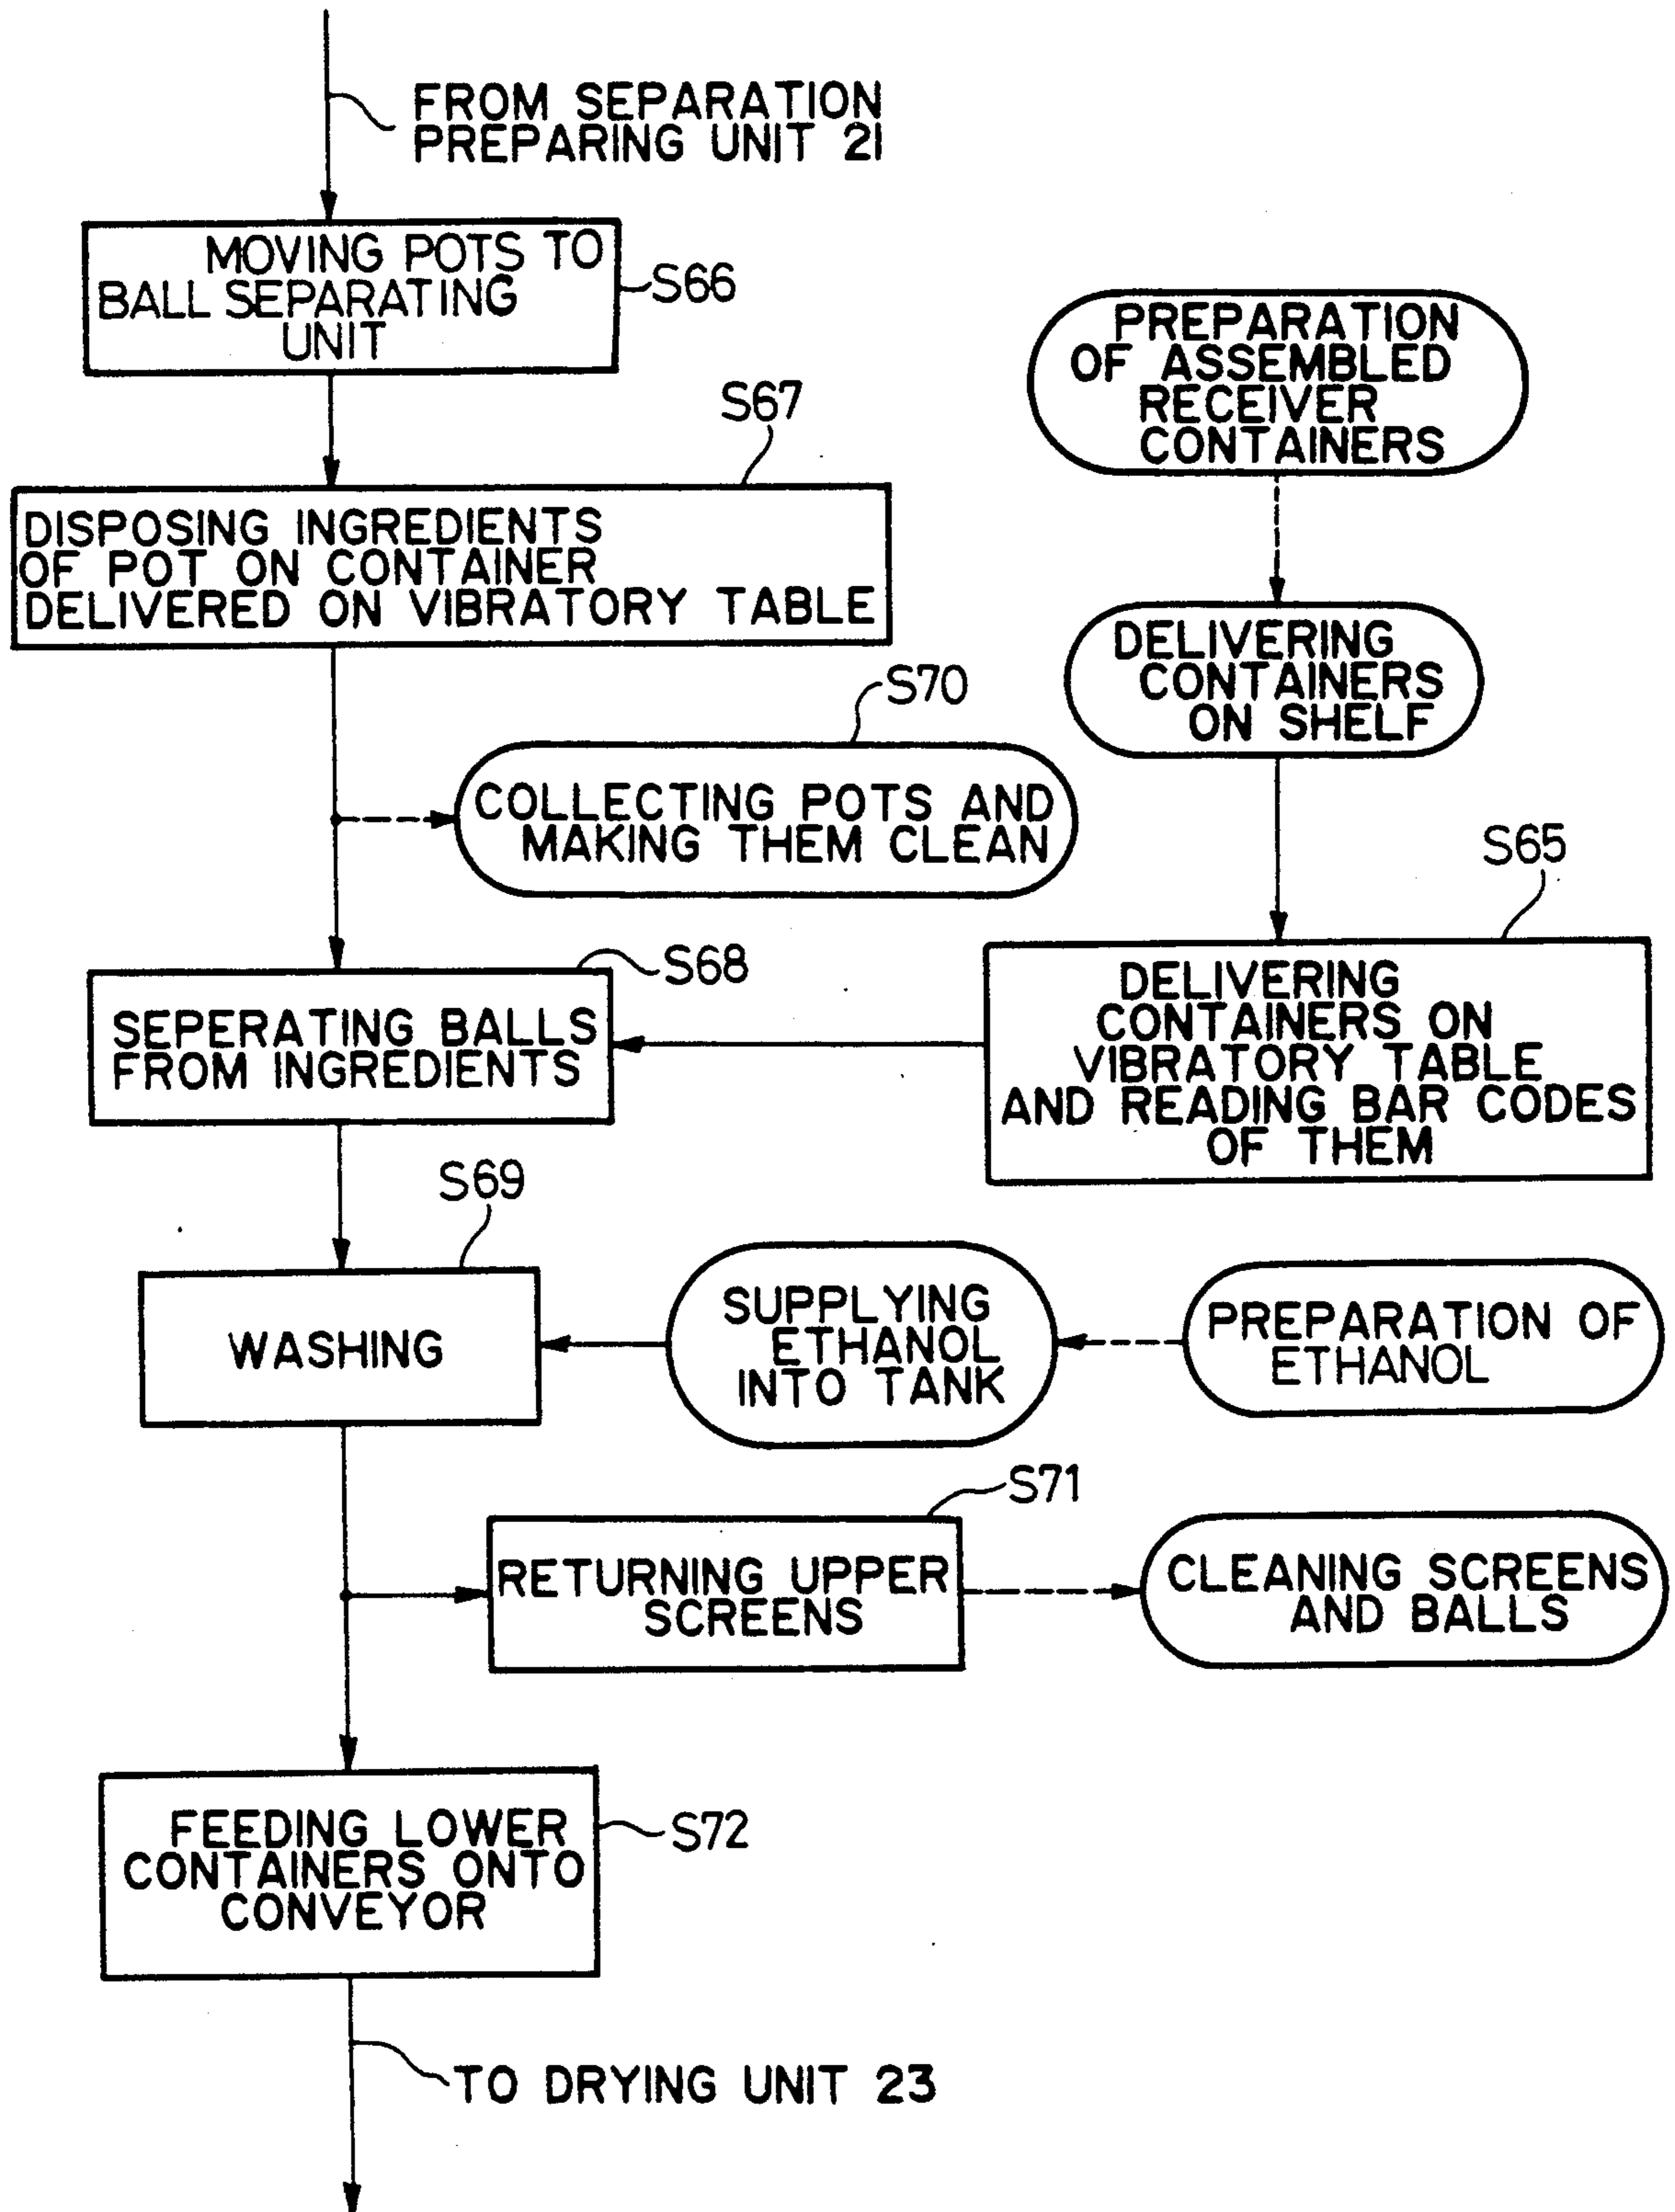 FROM SEPARATION
PREPARING UNIT 21
MOVING POTS TO
BALL SEPARATING
UNIT
S66
PREPARATION
OF ASSEMBLED
RECEIVER
CONTAINERS
S67
DISPOSING INGREDIENTS
OF POT ON CONTAINER
DELIVERED ON VIBRATORY TABLE
DELIVERING
CONTAINERS
ON SHELF
S70
COLLECTING POTS AND
MAKING THEM CLEAN
S65
S68
SEPERATING BALLS
FROM INGREDIENTS
DELIVERING
CONTAINERS ON
VIBRATORY TABLE
AND READING BAR CODES
OF THEM
S69
WASHING
SUPPLYING
ETHANOL
INTO TANK
PREPARATION OF
ETHANOL
S71
RETURNING UPPER
SCREENS
CLEANING SCREENS
AND BALLS
FEEDING LOWER
CONTAINERS ONTO
CONVEYOR
S72
TO DRYING UNIT 23